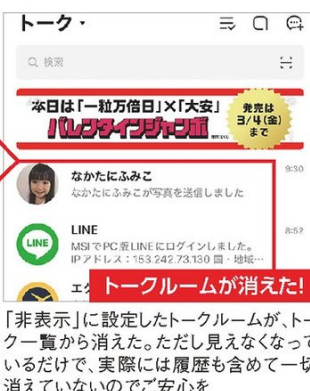 トーク
検索
本日は「一粒万倍日」×「大安」
バレンタインジャンボ
発売は
3/4(金)
まで
なかたにふみこ
9:30
なかたにふみこが写真を送信しました
LINE
LINE
8:52
MSIでPC版LINEにログインしました。
IPアドレス:153.242.73.130 国・地域…
トークルームが消えた!
「非表示」に設定したトークルームが、トー
ク一覧から消えた。ただし見えなくなって
いるだけで、実際には履歴も含めて一切
消えていないのでご安心を